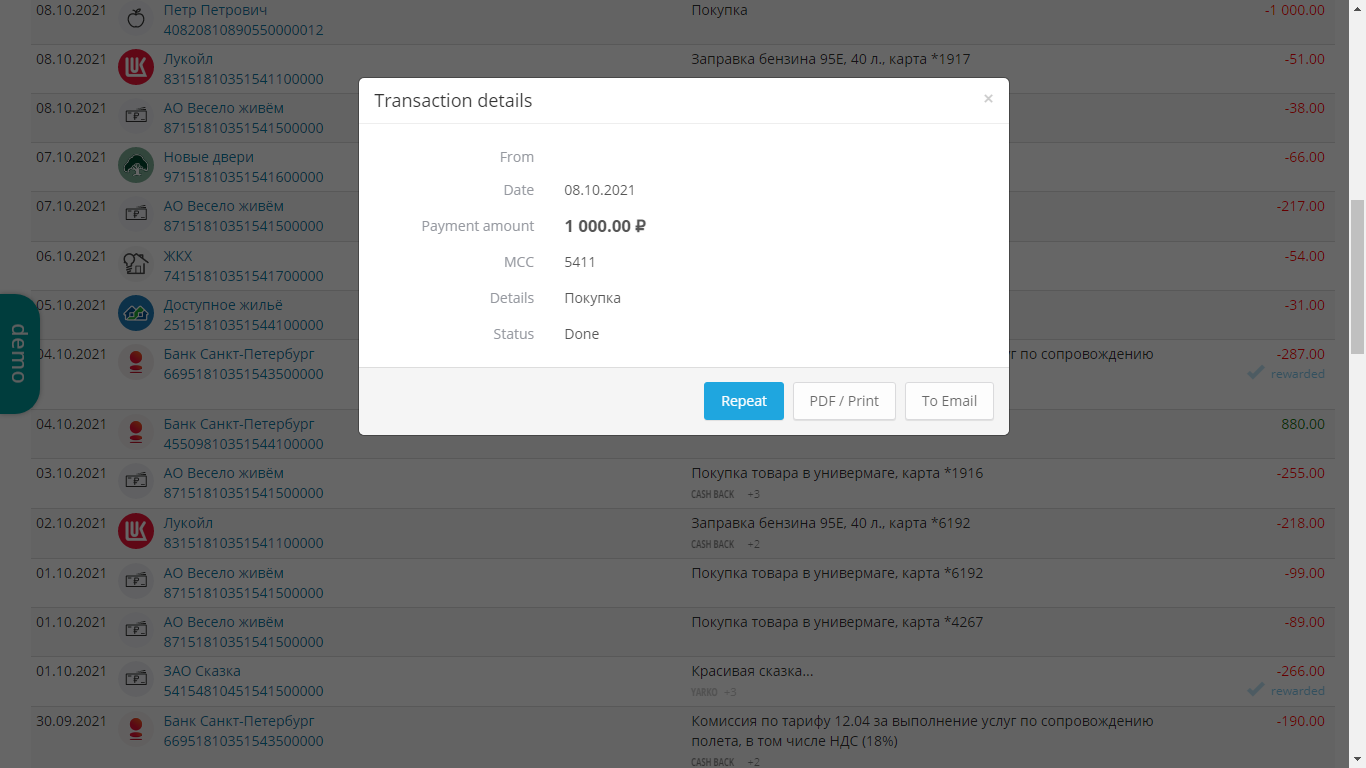 08.10.2021 Петр Петрович Покупка -1 000.00
40820810890550000012
08.10.2021 Лукойл Заправка бензина 95Е, 40 л., карта *1917 -51.00
83151810351541100000
Transaction details ×
08.10.2021 АО Весело живём -38.00
87151810351541500000
07.10.2021 Новые двери -66.00
97151810351541600000
07.10.2021 АО Весело живём -217.00
87151810351541500000
06.10.2021 ЖКХ -54.00
74151810351541700000
05.10.2021 Доступное жильё -31.00
25151810351544100000
04.10.2021 Банк Санкт-Петербург г по сопровождению -287.00
66951810351543500000 rewarded
From
Date 08.10.2021
Payment amount 1 000.00 ₽
MCC 5411
Details Покупка
Status Done
Repeat PDF / Print To Email
demo
04.10.2021 Банк Санкт-Петербург 880.00
45509810351544100000
03.10.2021 АО Весело живём Покупка товара в универмаге, карта *1916 -255.00
87151810351541500000 CASH BACK +3
02.10.2021 Лукойл Заправка бензина 95Е, 40 л., карта *6192 -218.00
83151810351541100000 CASH BACK +2
01.10.2021 АО Весело живём Покупка товара в универмаге, карта *6192 -99.00
87151810351541500000
01.10.2021 АО Весело живём Покупка товара в универмаге, карта *4267 -89.00
87151810351541500000
01.10.2021 ЗАО Сказка Красивая сказка... -266.00
54154810451541500000 YARKO +3 rewarded
30.09.2021 Банк Санкт-Петербург Комиссия по тарифу 12.04 за выполнение услуг по сопровождению -190.00
66951810351543500000 полета, в том числе НДС (18%)
CASH BACK +2